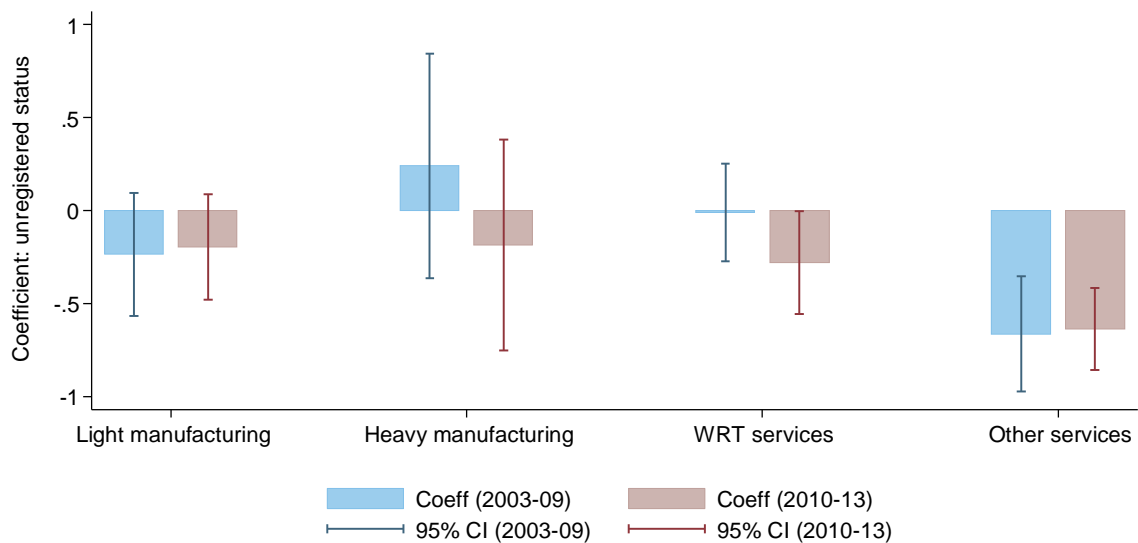 Coefficient: unregistered status
1
.5
0
-.5
-1
Light manufacturing
Heavy manufacturing
WRT services
Other services
Coeff (2003-09)
Coeff (2010-13)
95% CI (2003-09)
95% CI (2010-13)